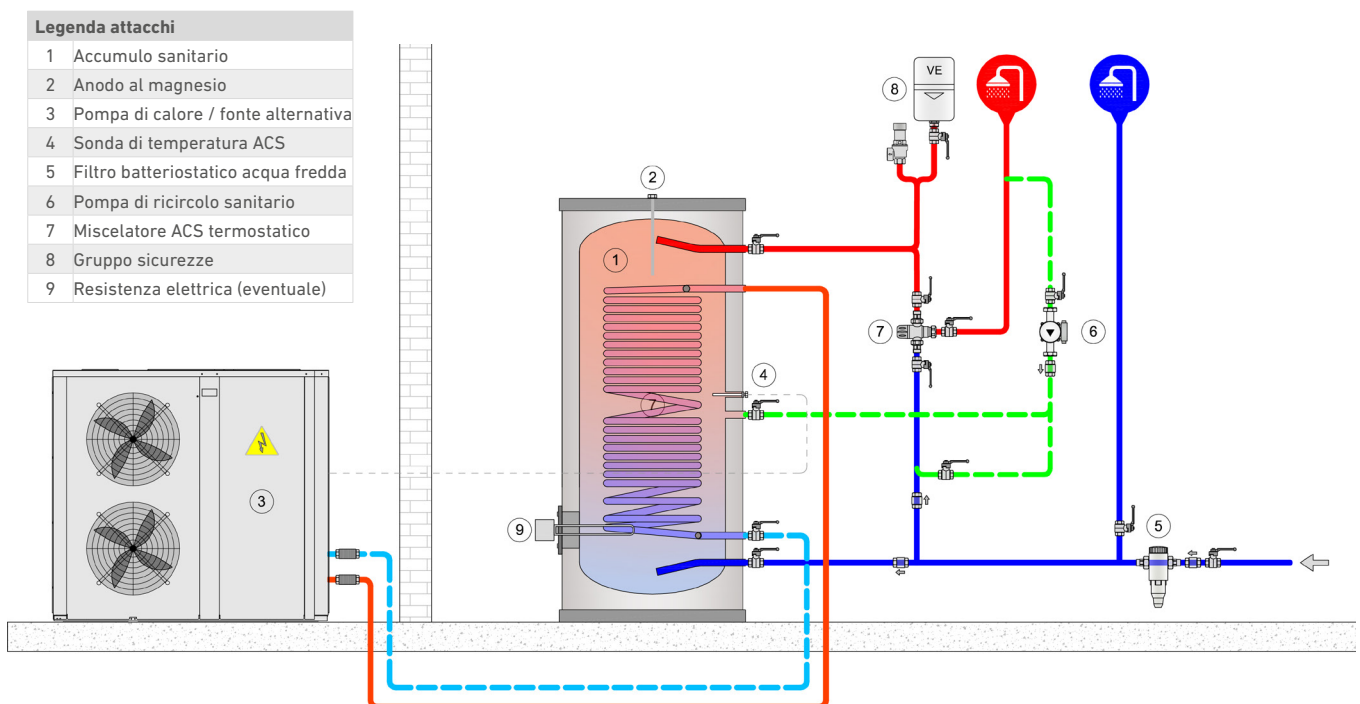 Legenda attacchi
1 Accumulo sanitario
2 Anodo al magnesio
3 Pompa di calore / fonte alternativa
4 Sonda di temperatura ACS
5 Filtro batteriostatico acqua fredda
6 Pompa di ricircolo sanitario
7 Miscelatore ACS termostatico
8 Gruppo sicurezze
9 Resistenza elettrica (eventuale)
VE
8
2
1
7
6
4
7
3
9
5